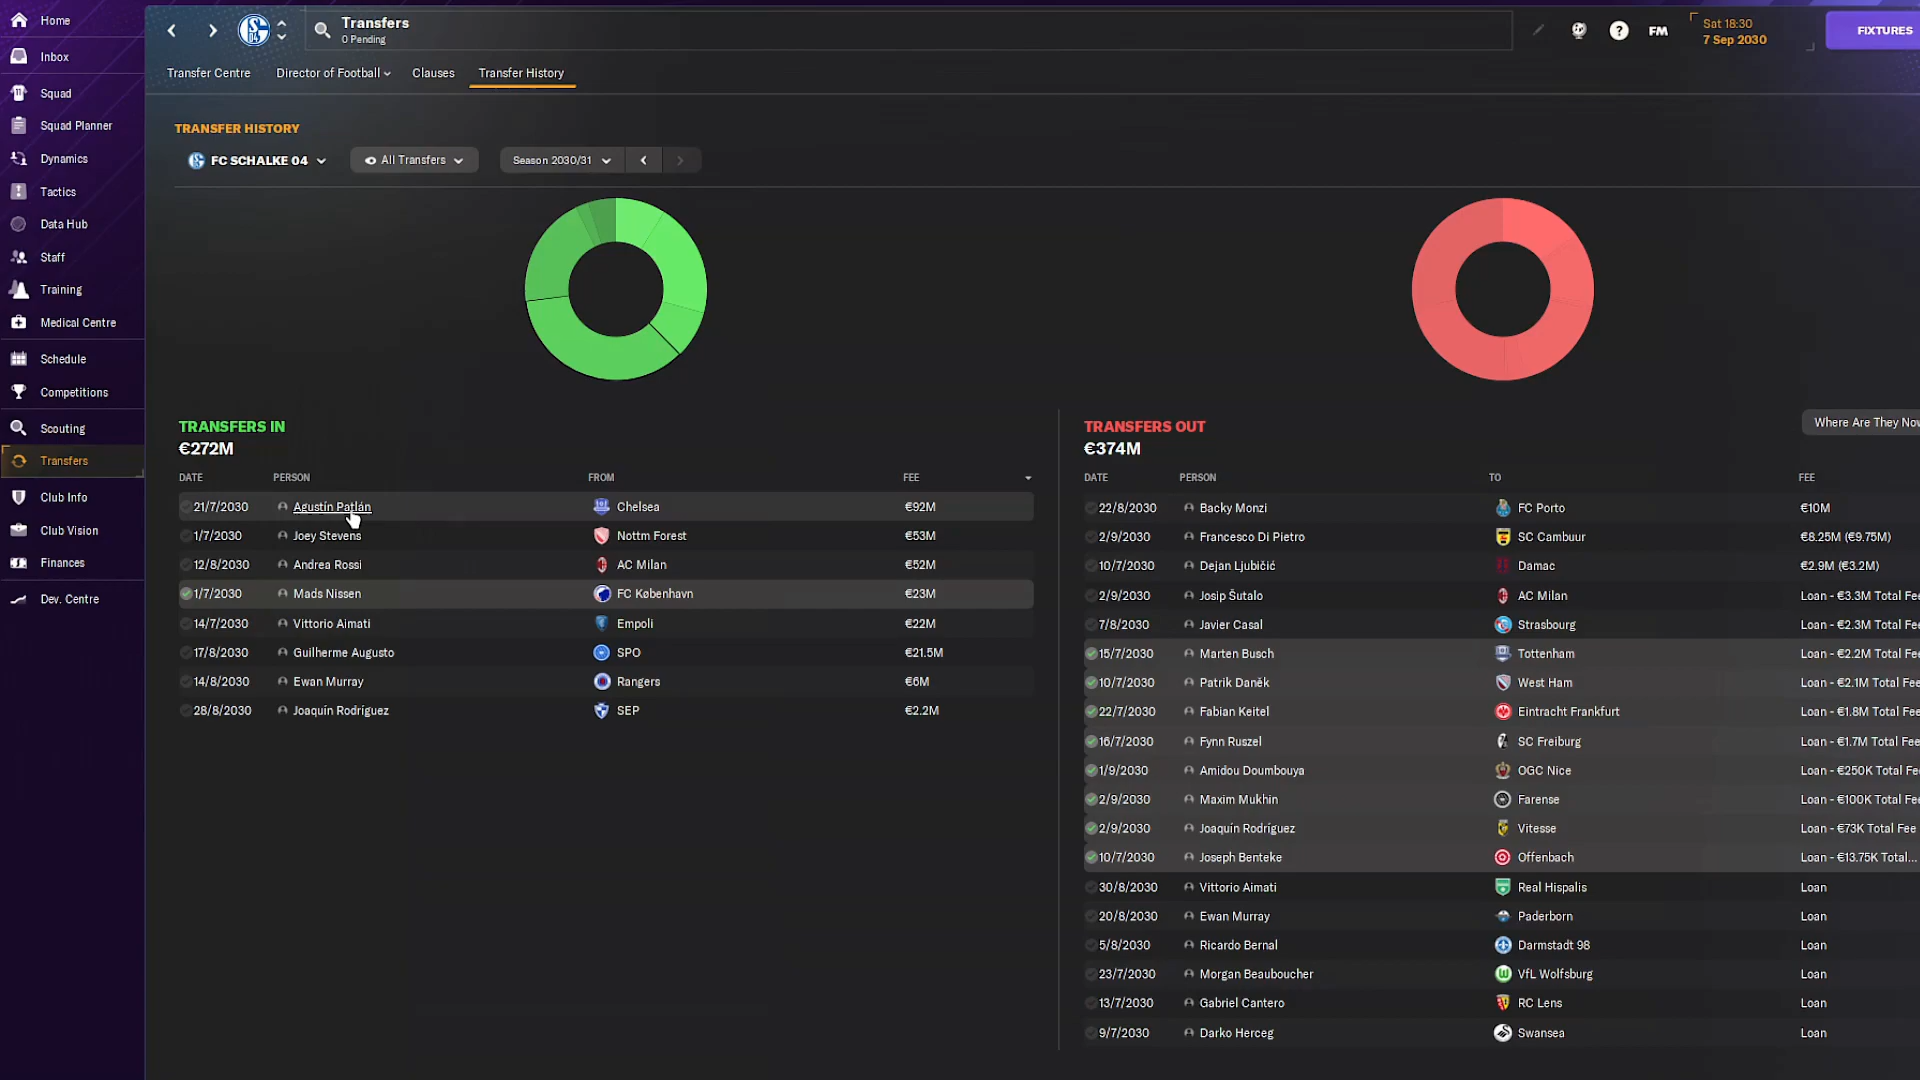 Home
Inbox
Squad
Squad Planner
Dynamics
Tactics
Data Hub
Staff
Training
Medical Centre
Schedule
Competitions
Scouting
Transfers
Club Info
Club Vision
Finances
Dev. Centre
Transfers
0 Pending
FM
Sat 18:30
7 Sep 2030
FIXTURES
Transfer Centre Director of Football Clauses Transfer History
TRANSFER HISTORY
FC SCHALKE 04 All Transfers Season 2030/31
TRANSFERS IN
€272M
DATE PERSON FROM FEE
21/7/2030 Agustín Patlán Chelsea €92M
1/7/2030 Joey Stevens Nottm Forest €53M
12/8/2030 Andrea Rossi AC Milan €52M
1/7/2030 Mads Nissen FC København €23M
14/7/2030 Vittorio Aimati Empoli €22M
17/8/2030 Guilherme Augusto SPO €21.5M
14/8/2030 Ewan Murray Rangers €6M
28/8/2030 Joaquín Rodríguez SEP €2.2M
TRANSFERS OUT
€374M
Where Are They Now
DATE PERSON TO FEE
22/8/2030 Backy Monzi FC Porto €10M
2/9/2030 Francesco Di Pietro SC Cambuur €8.25M (€9.75M)
10/7/2030 Dejan Ljubičić Damac €2.9M (€3.2M)
2/9/2030 Josip Šutalo AC Milan Loan - €3.3M Total Fee
7/8/2030 Javier Casal Strasbourg Loan - €2.3M Total Fee
15/7/2030 Marten Busch Tottenham Loan - €2.2M Total Fee
10/7/2030 Patrik Daněk West Ham Loan - €2.1M Total Fee
22/7/2030 Fabian Keitel Eintracht Frankfurt Loan - €1.8M Total Fee
16/7/2030 Fynn Ruszel SC Freiburg Loan - €1.7M Total Fee
1/9/2030 Amidou Doumbouya OGC Nice Loan - €250K Total Fee
2/9/2030 Maxim Mukhin Farense Loan - €100K Total Fee
2/9/2030 Joaquín Rodríguez Vitesse Loan - €73K Total Fee
10/7/2030 Joseph Benteke Offenbach Loan - €13.75K Total...
30/8/2030 Vittorio Aimati Real Hispalis Loan
20/8/2030 Ewan Murray Paderborn Loan
5/8/2030 Ricardo Bernal Darmstadt 98 Loan
23/7/2030 Morgan Beauboucher VfL Wolfsburg Loan
13/7/2030 Gabriel Cantero RC Lens Loan
9/7/2030 Darko Herceg Swansea Loan